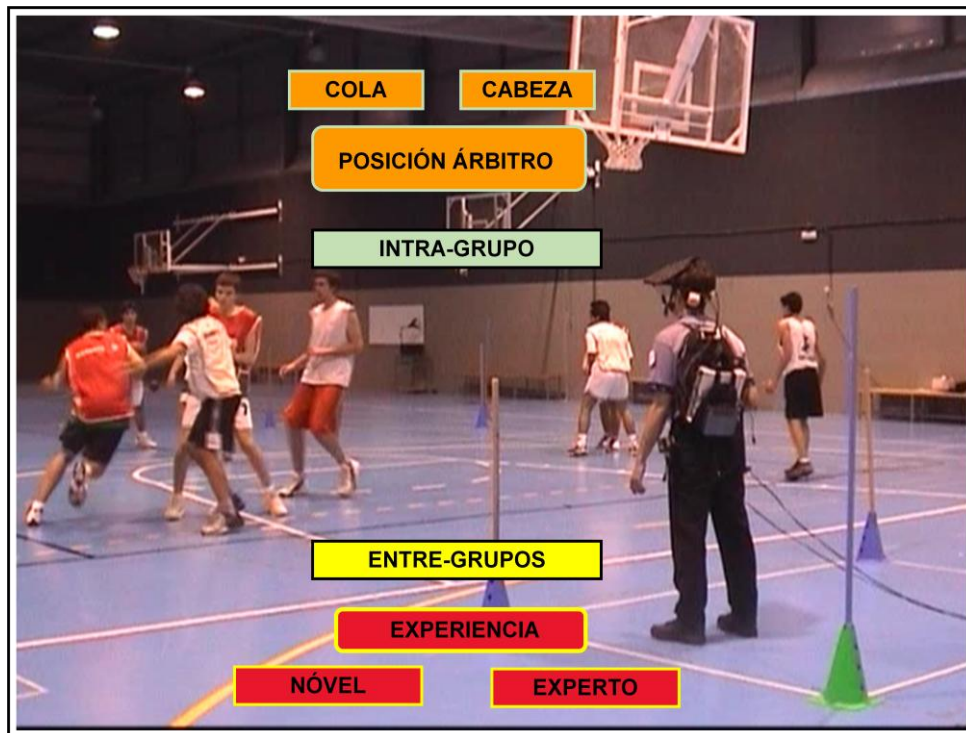 COLA CABEZA
POSICIÓN ÁRBITRO
INTRA-GRUPO
ENTRE-GRUPOS
EXPERIENCIA
NÓVEL EXPERTO